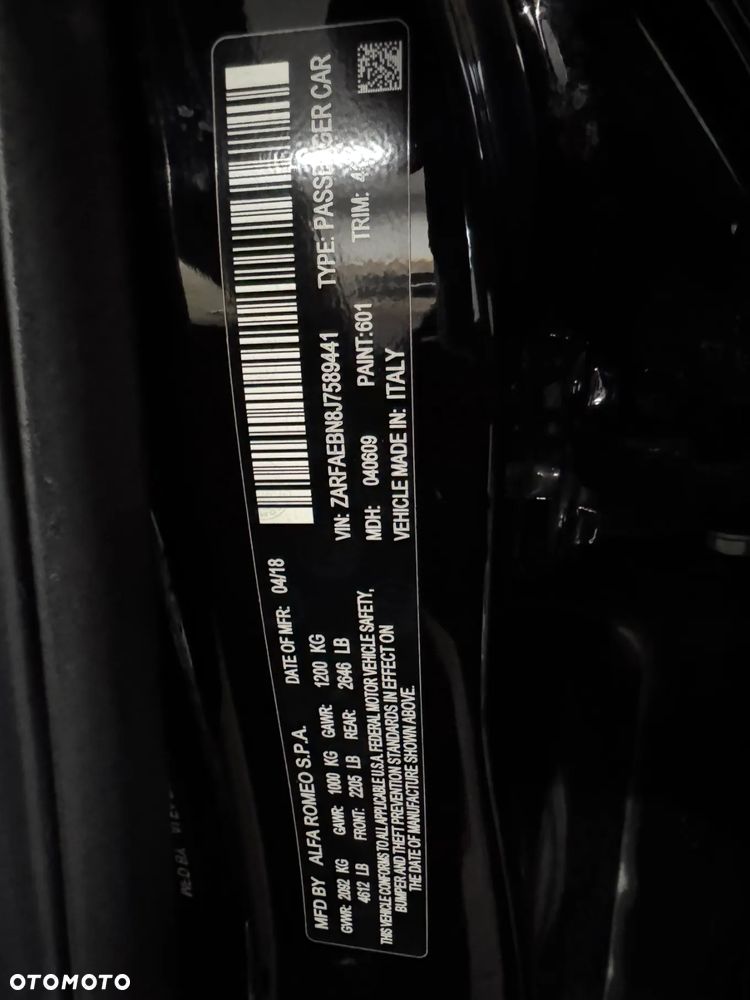 MFD BY ALFA ROMEO S.P.A. DATE OF MFR: 04/18
GVWR: 2092 KG GAWR: 1000 KG GAWR: 1200 KG
4612 LB FRONT: 2205 LB REAR: 2646 LB
THIS VEHICLE CONFORMS TO ALL APPLICABLE U.S.A. FEDERAL MOTOR VEHICLE SAFETY,
BUMPER AND THEFT PREVENTION STANDARDS IN EFFECT ON
THE DATE OF MANUFACTURE SHOWN ABOVE.
VIN: ZARFAEBN8J7589441 TYPE: PASSENGER CAR
MDH: 040609 PAINT:601 TRIM:
VEHICLE MADE IN: ITALY
OTOMOTO